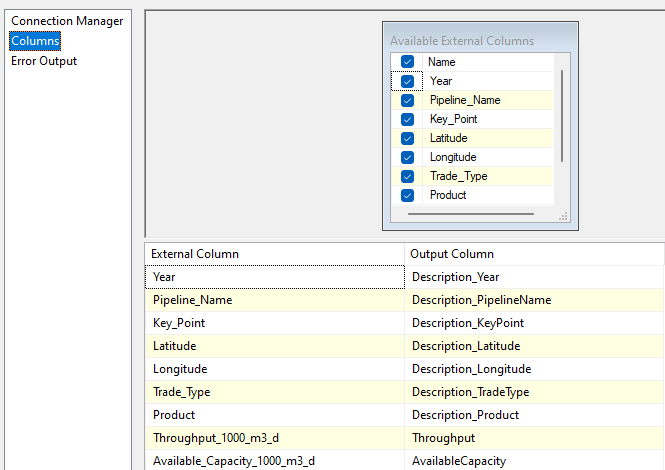 Connection Manager
Columns
Error Output
Available External Columns
Name
Year
Pipeline_Name
Key_Point
Latitude
Longitude
Trade_Type
Product
External Column Output Column
Year Description_Year
Pipeline_Name Description_PipelineName
Key_Point Description_KeyPoint
Latitude Description_Latitude
Longitude Description_Longitude
Trade_Type Description_TradeType
Product Description_Product
Throughput_1000_m3_d Throughput
Available_Capacity_1000_m3_d AvailableCapacity